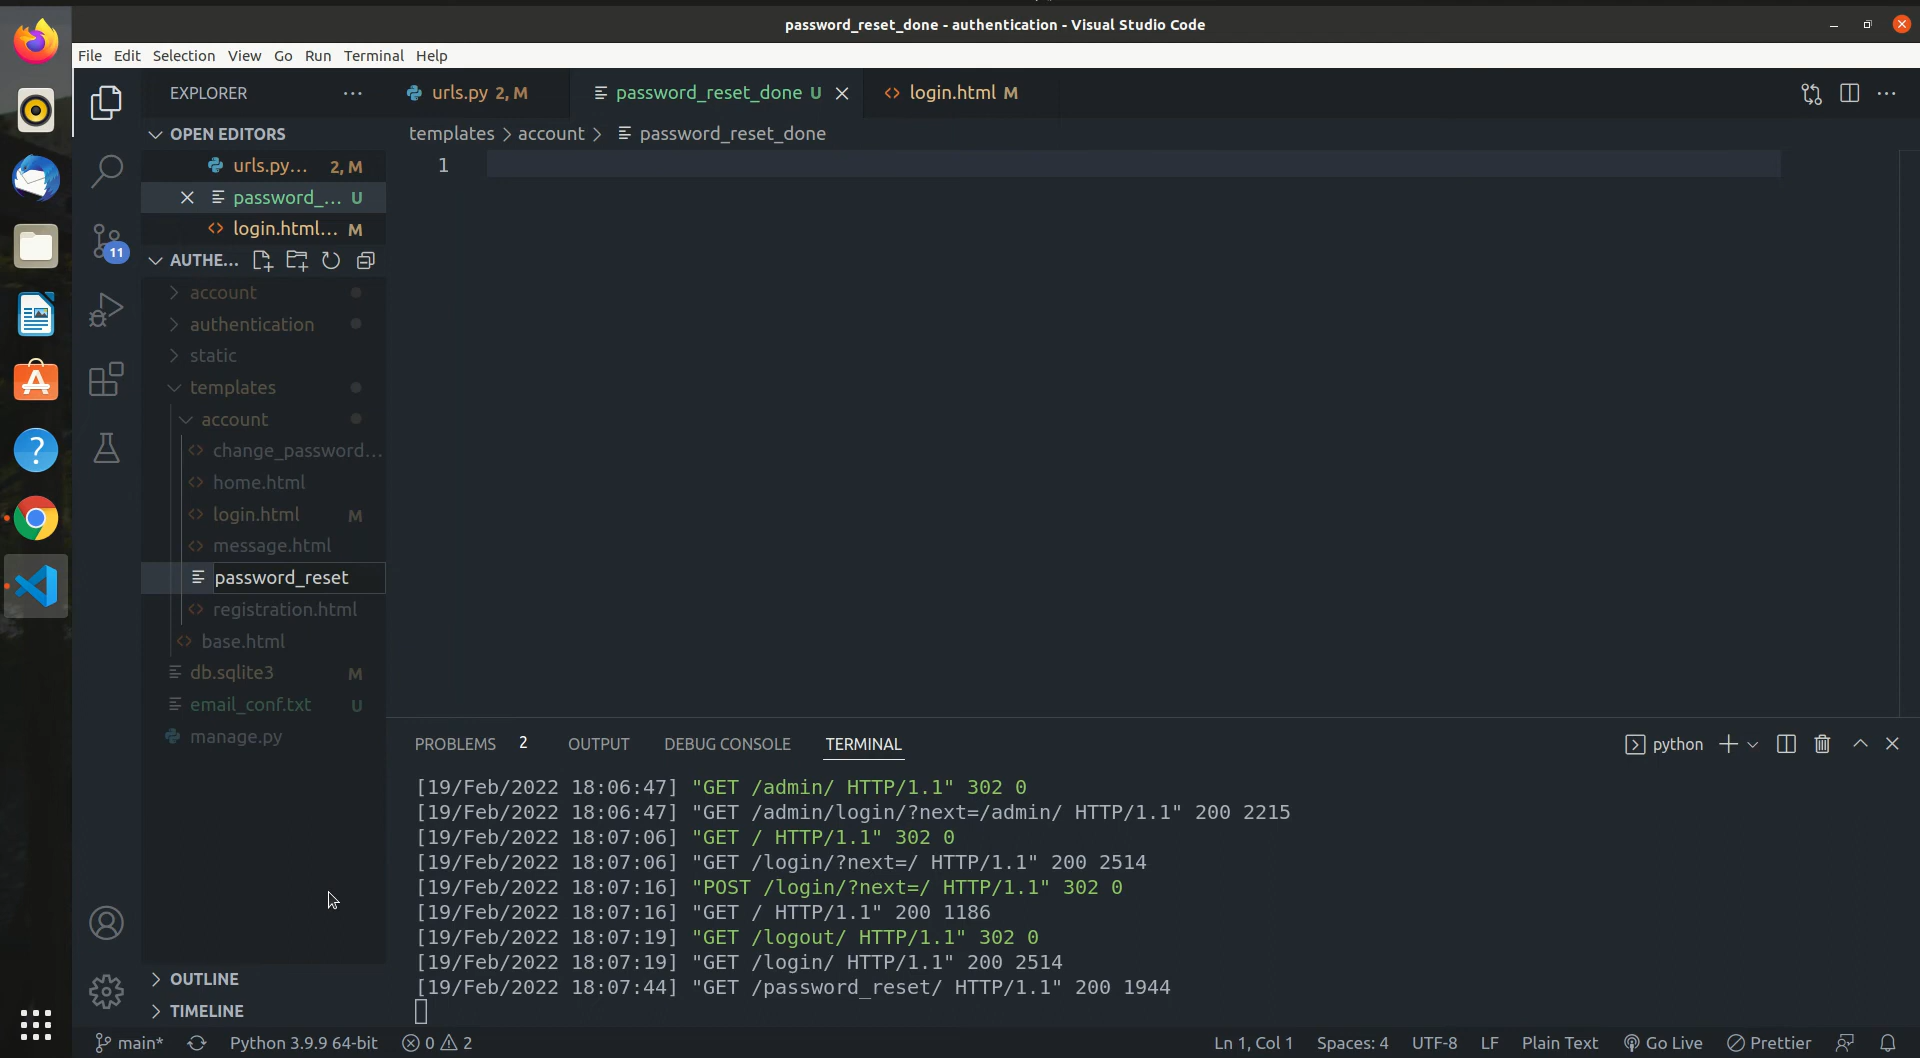 password_reset_done - authentication - Visual Studio Code
File Edit Selection View Go Run Terminal Help
EXPLORER ...
urls.py 2, M
password_reset_done U
login.html M
OPEN EDITORS
templates > account > password_reset_done
urls.py... 2, M
password_... U
login.html... M
1
11
AUTHE...
account
authentication
static
templates
account
change_password...
home.html
login.html M
message.html
password_reset
registration.html
base.html
db.sqlite3 M
email_conf.txt U
manage.py
OUTLINE
TIMELINE
PROBLEMS 2 OUTPUT DEBUG CONSOLE TERMINAL
python
[19/Feb/2022 18:06:47] "GET /admin/ HTTP/1.1" 302 0
[19/Feb/2022 18:06:47] "GET /admin/login/?next=/admin/ HTTP/1.1" 200 2215
[19/Feb/2022 18:07:06] "GET / HTTP/1.1" 302 0
[19/Feb/2022 18:07:06] "GET /login/?next=/ HTTP/1.1" 200 2514
[19/Feb/2022 18:07:16] "POST /login/?next=/ HTTP/1.1" 302 0
[19/Feb/2022 18:07:16] "GET / HTTP/1.1" 200 1186
[19/Feb/2022 18:07:19] "GET /logout/ HTTP/1.1" 302 0
[19/Feb/2022 18:07:19] "GET /login/ HTTP/1.1" 200 2514
[19/Feb/2022 18:07:44] "GET /password_reset/ HTTP/1.1" 200 1944
main* Python 3.9.9 64-bit 0 2 Ln 1, Col 1 Spaces: 4 UTF-8 LF Plain Text Go Live Prettier